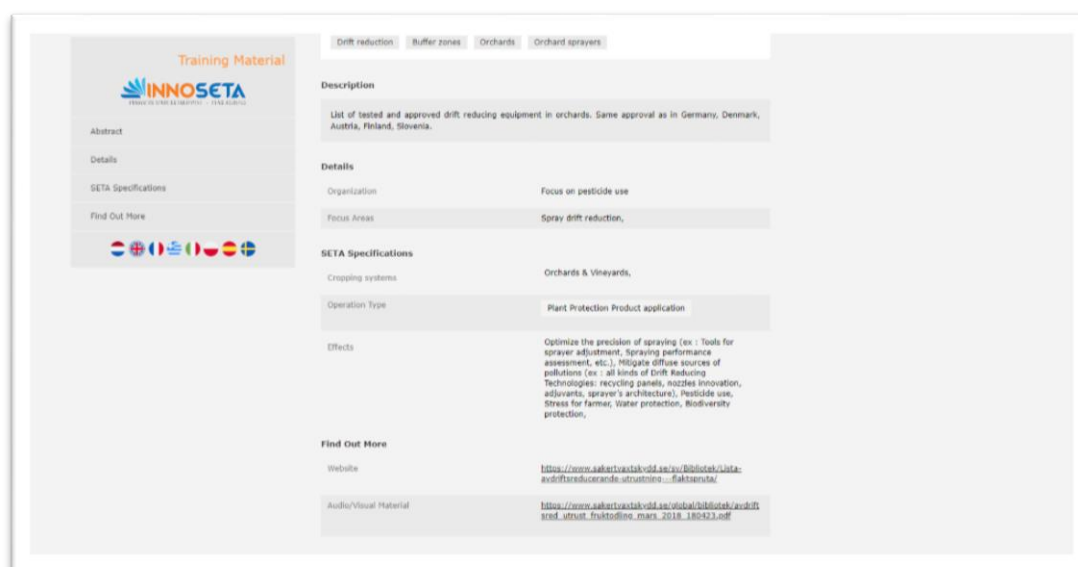 Training Material
INNOSETA
Abstract
Details
SETA Specifications
Find Out More
Drift reduction Buffer zones Orchards Orchard sprayers
Description
List of tested and approved drift reducing equipment in orchards. Same approval as in Germany, Denmark,
Austria, Finland, Slovenia.
Details
Organization Focus on pesticide use
Focus Areas Spray drift reduction,
SETA Specifications
Cropping systems Orchards & Vineyards,
Operation Type Plant Protection Product application
Effects Optimize the precision of spraying (ex : Tools for
sprayer adjustment, Spraying performance
assessment, etc.), Mitigate diffuse sources of
pollutions (ex : all kinds of Drift Reducing
Technologies: recycling panels, nozzles innovation,
adjuvants, sprayer's architecture), Pesticide use,
Stress for farmer, Water protection, Biodiversity
protection,
Find Out More
Website https://www.sakertvaxtskydd.se/sv/Bibliotek/Lista-
avdriftsreducerande-utrustning---flaktspruta/
Audio/Visual Material https://www.sakertvaxtskydd.se/global/bibliotek/avdrift
sred_utrust_fruktodling_mars_2018_180423.pdf